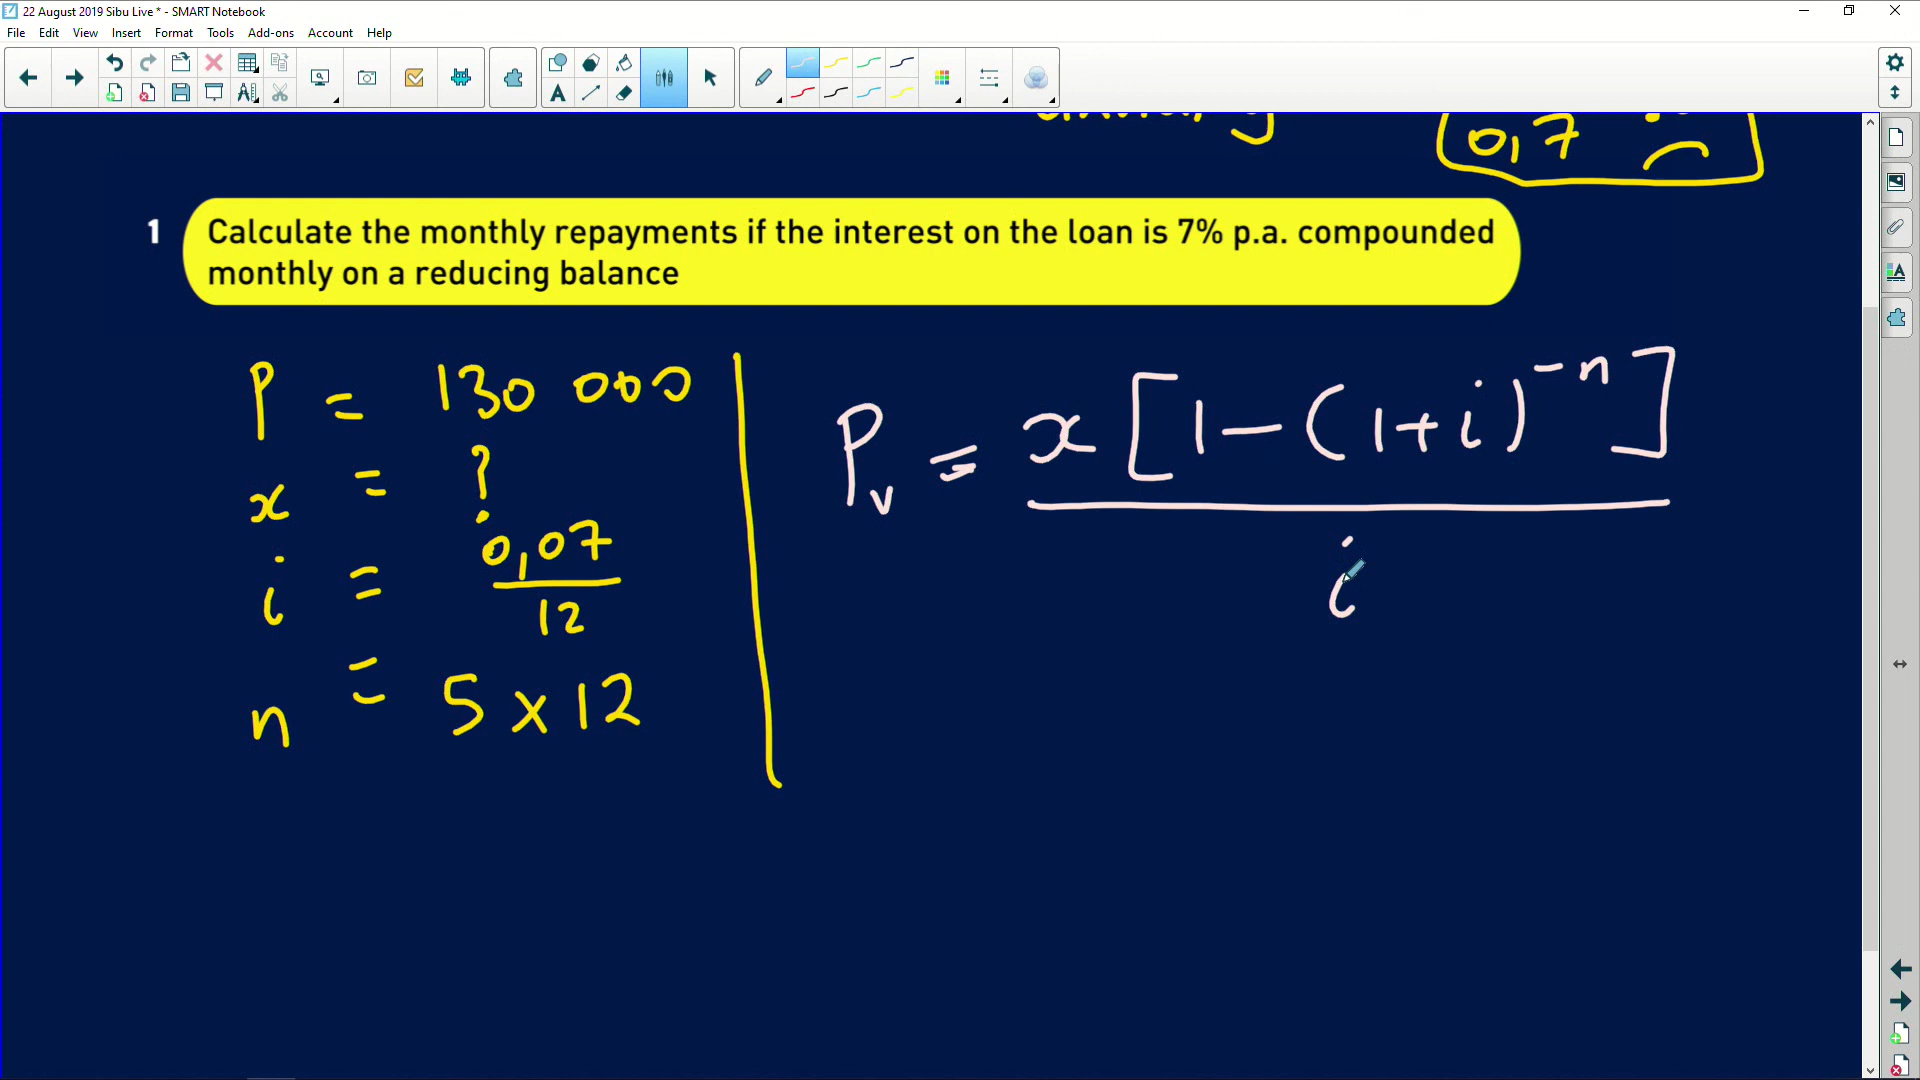 22 August 2019 Sibu Live * - SMART Notebook
File Edit View Insert Format Tools Add-ons Account Help
0,7
1 Calculate the monthly repayments if the interest on the loan is 7% p.a. compounded
monthly on a reducing balance
P = 130 000
x = ?
i = 0,07/12
n = 5 x 12
Pv = x[1-(1+i)^-n]
i